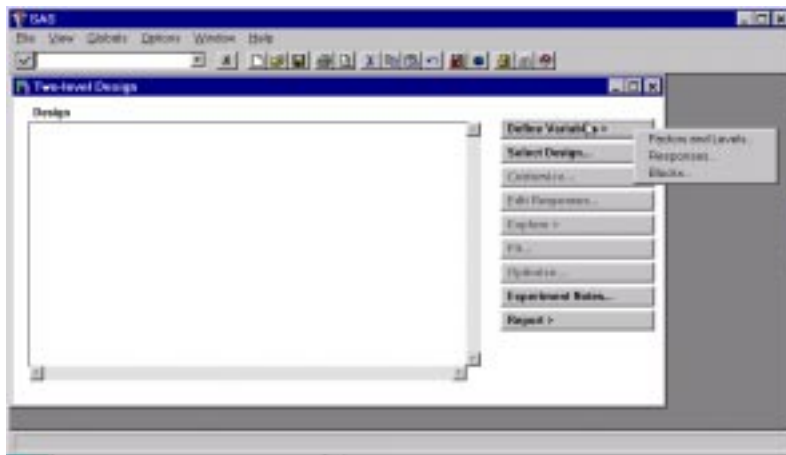 SAS
File View Globals Options Window Help
Two-level Design
Design
Define Variables >
Factors and Levels...
Select Design...
Responses...
Customize...
Blocks...
Edit Responses...
Explore >
Fit...
Optimize...
Experiment Notes...
Report >